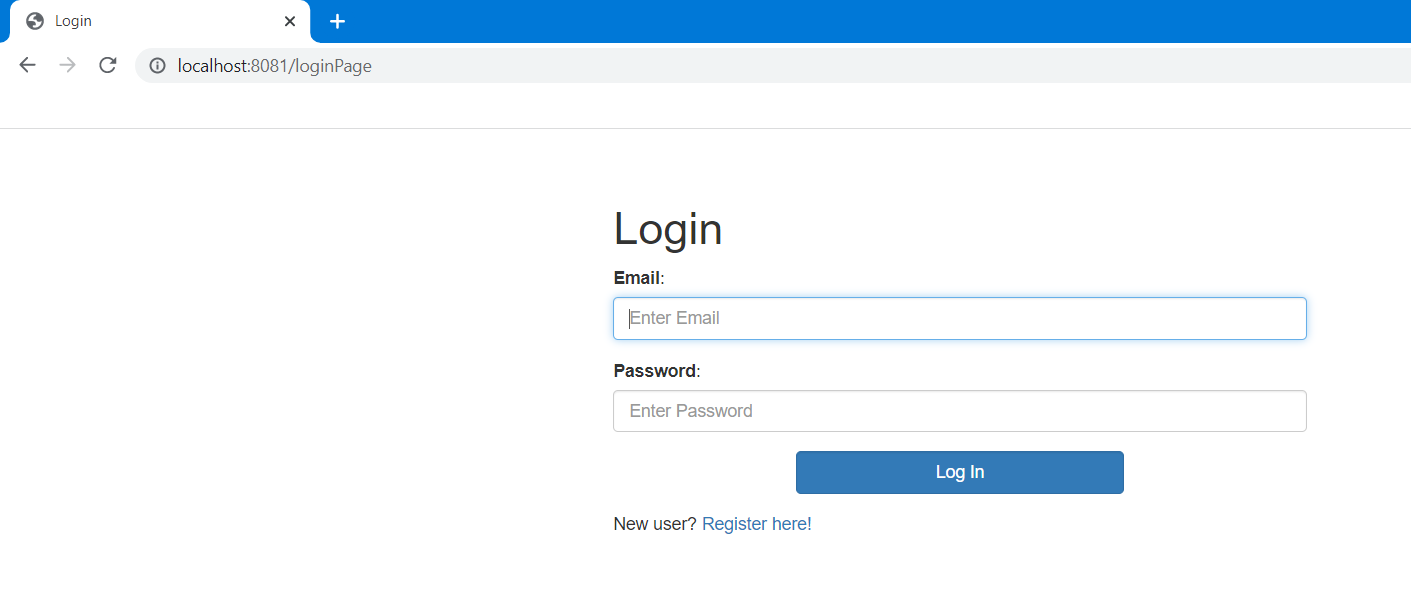 Login
localhost:8081/loginPage
Login
Email:
Enter Email
Password:
Enter Password
Log In
New user? Register here!